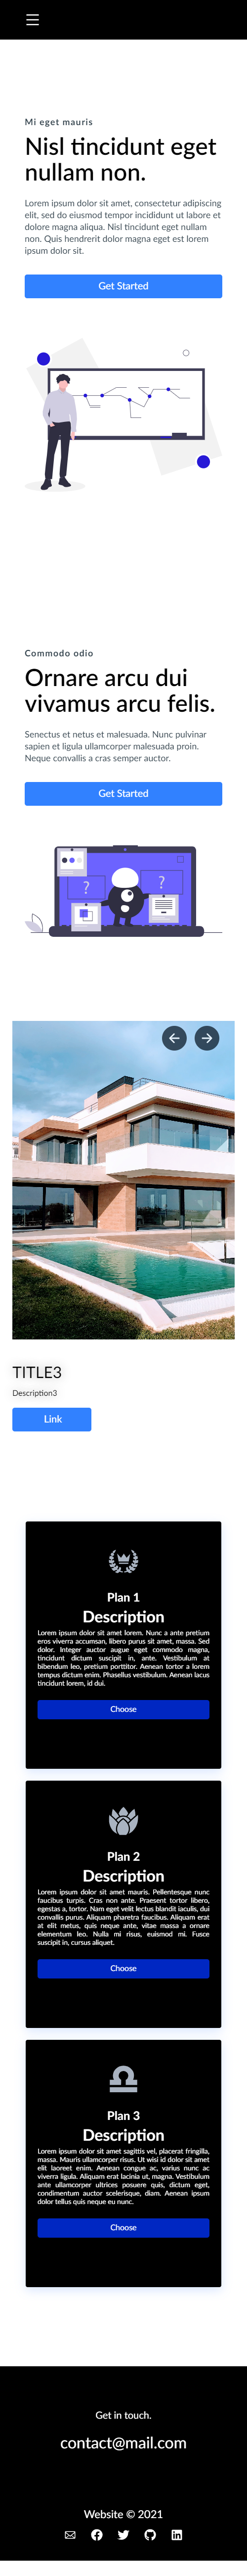 Mi eget mauris
Nisl tincidunt eget
nullam non.
Lorem ipsum dolor sit amet, consectetur adipiscing
elit, sed do eiusmod tempor incididunt ut labore et
dolore magna aliqua. Nisl tincidunt eget nullam
non. Quis hendrerit dolor magna eget est lorem
ipsum dolor sit.
Get Started
Commodo odio
Ornare arcu dui
vivamus arcu felis.
Senectus et netus et malesuada. Nunc pulvinar
sapien et ligula ullamcorper malesuada proin.
Neque convallis a cras semper auctor.
Get Started
?
?
TITLE3
Description3
Link
Plan 1
Description
Lorem ipsum dolor sit amet lorem. Nunc a ante pretium
eros viverra accumsan, libero purus sit amet, massa. Sed
dolor. Integer auctor augue eget commodo magna,
tincidunt dictum suscipit in, ante. Vestibulum at
bibendum leo, pretium porttitor. Aenean tortor a lorem
tempus dictum enim. Phasellus vestibulum. Aenean lacus
tincidunt lorem, id dui.
Choose
Plan 2
Description
Lorem ipsum dolor sit amet mauris. Pellentesque nunc
faucibus turpis. Cras non ante. Praesent tortor libero,
egestas a, tortor. Nam eget velit lectus blandit iaculis, dui
convallis purus. Aliquam pharetra faucibus. Aliquam erat
at elit metus, quis neque ante, vitae massa a ornare
elementum leo. Nulla mi risus, euismod mi. Fusce
suscipit in, cursus aliquet.
Choose
Plan 3
Description
Lorem ipsum dolor sit amet sagittis vel, placerat fringilla,
massa. Mauris ullamcorper risus. Ut wisi id dolor sit amet
elit laoreet enim. Aenean congue ac, varius nunc ac
viverra ligula. Aliquam erat lacinia ut, magna. Vestibulum
ante ullamcorper ultrices posuere quis, dictum eget,
condimentum auctor scelerisque, diam. Aenean ipsum
dolor tellus quis neque eu nunc.
Choose
Get in touch.
contact@mail.com
Website © 2021